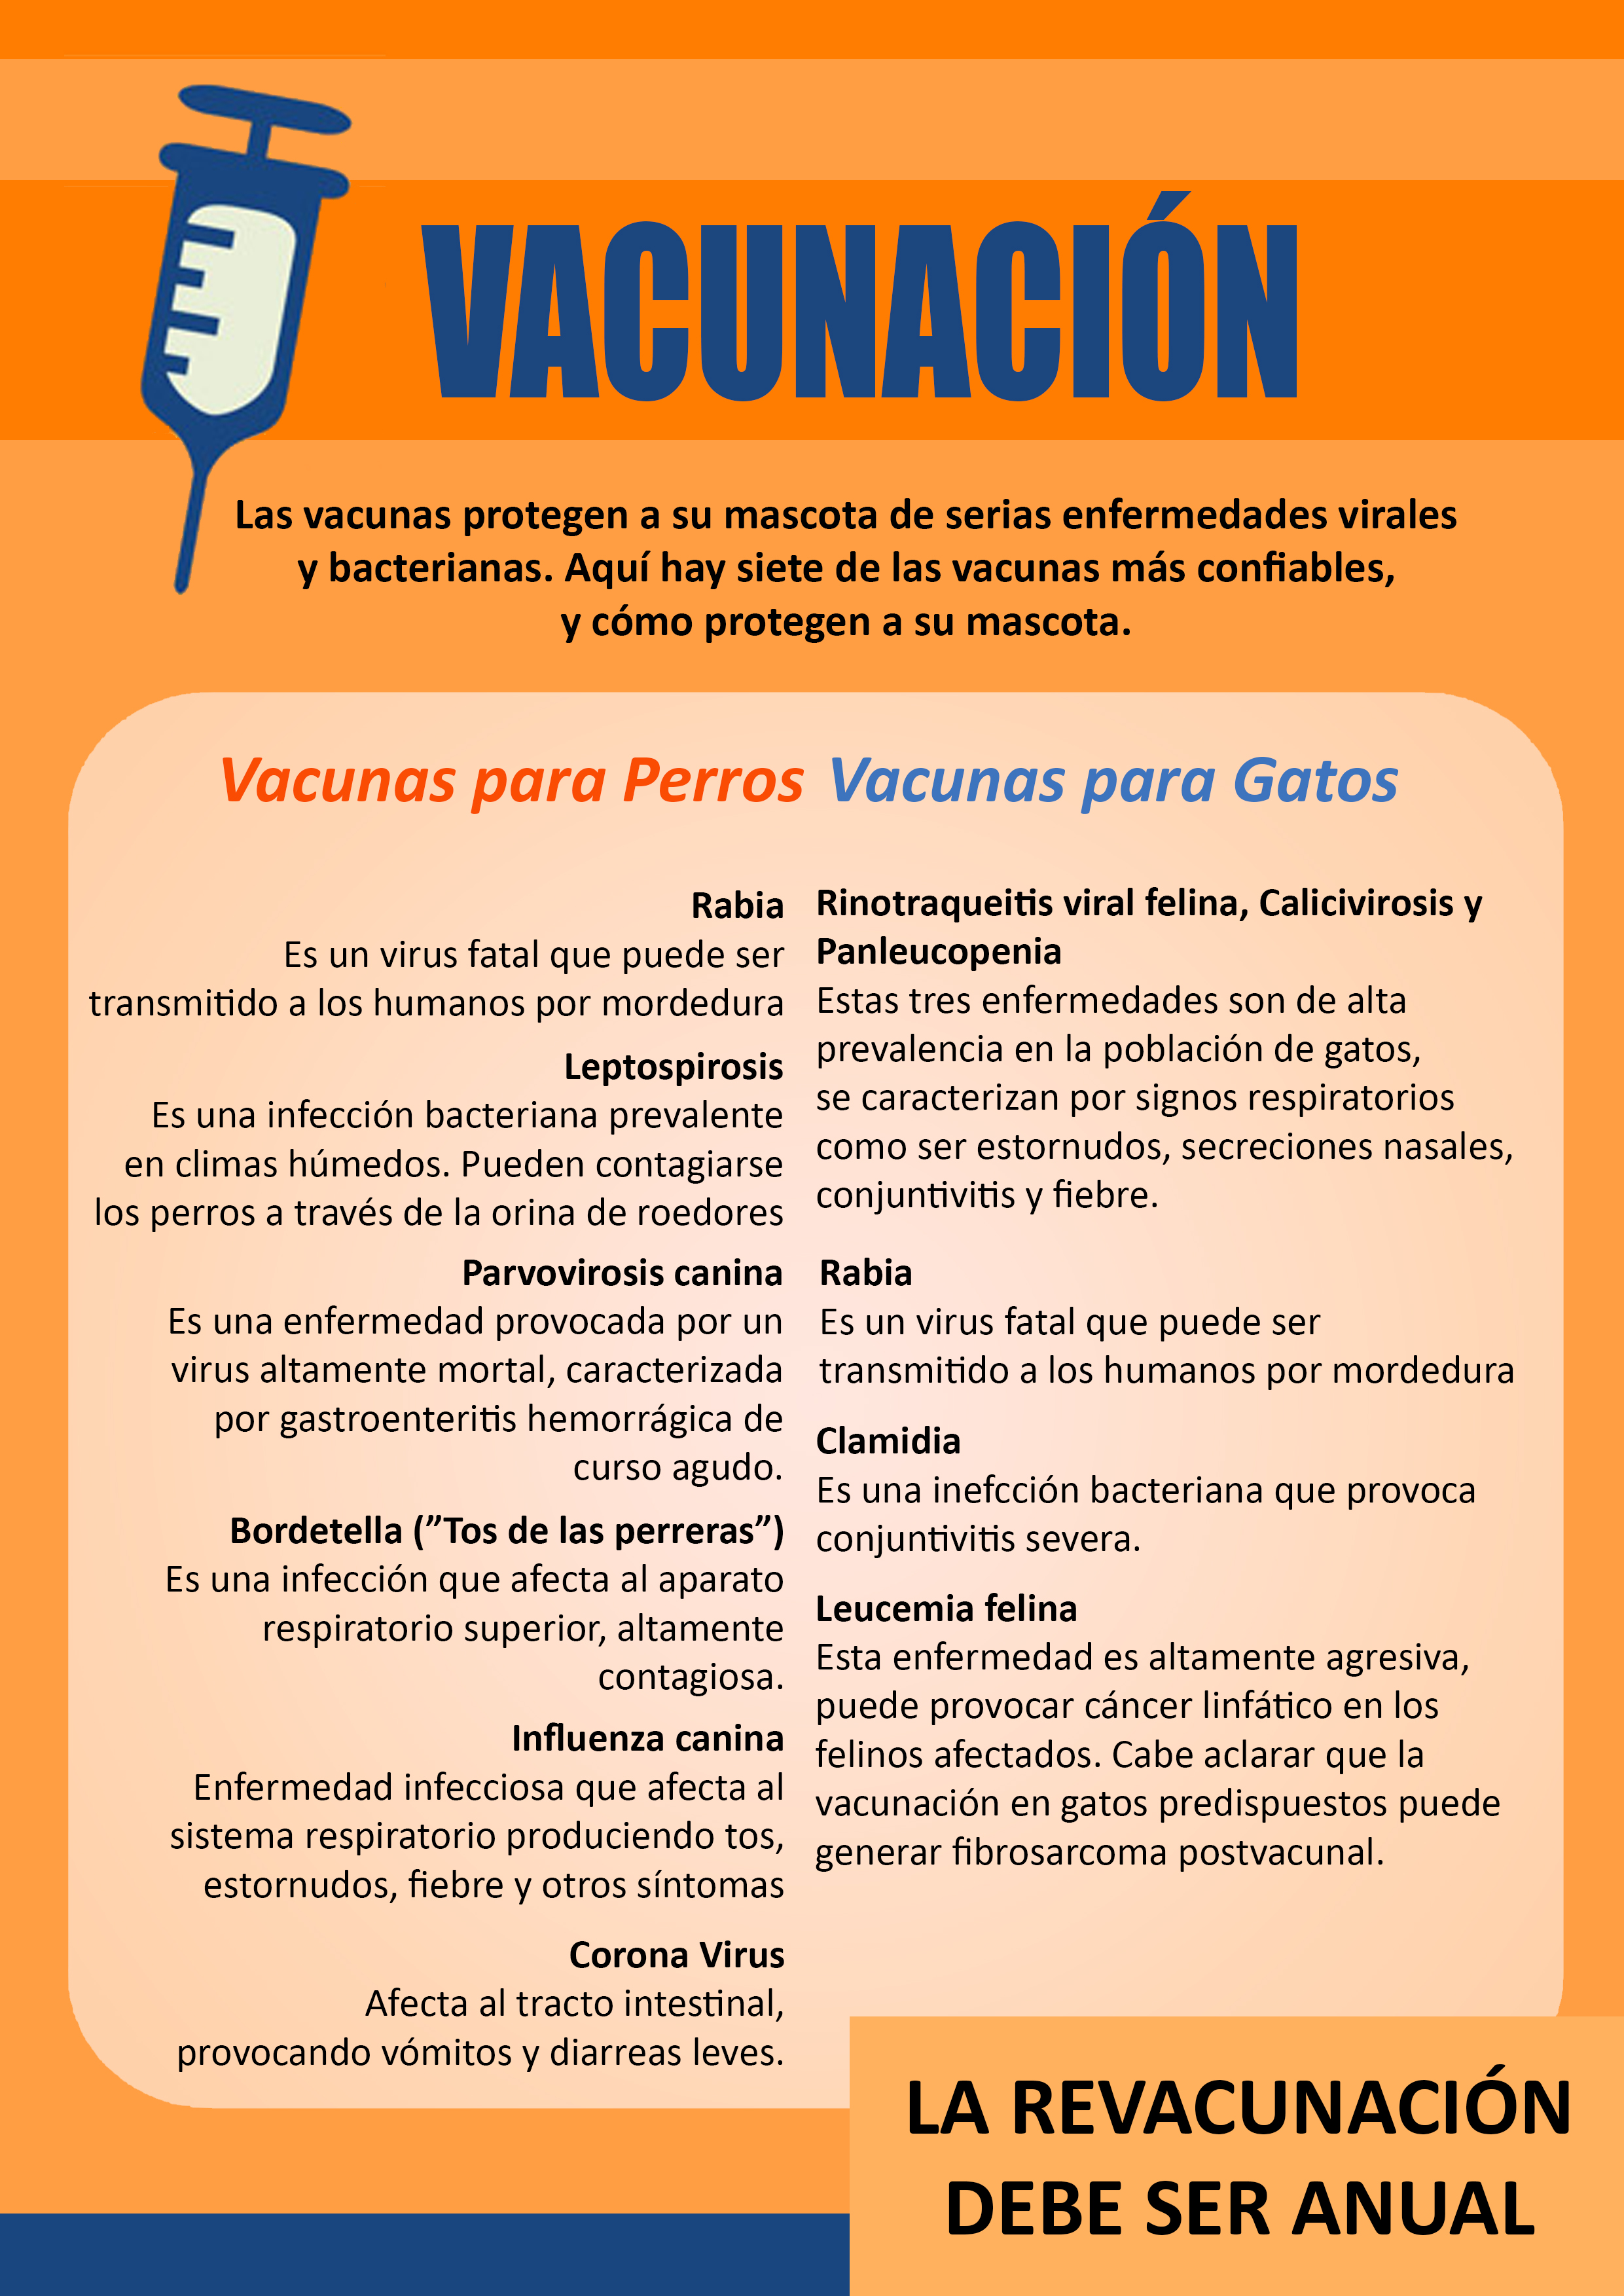 VACUNACIÓN
Las vacunas protegen a su mascota de serias enfermedades virales
y bacterianas. Aquí hay siete de las vacunas más confiables,
y cómo protegen a su mascota.
Vacunas para Perros
Rabia
Es un virus fatal que puede ser
transmitido a los humanos por mordedura
Leptospirosis
Es una infección bacteriana prevalente
en climas húmedos. Pueden contagiarse
los perros a través de la orina de roedores
Parvovirosis canina
Es una enfermedad provocada por un
virus altamente mortal, caracterizada
por gastroenteritis hemorrágica de
curso agudo.
Bordetella (”Tos de las perreras”)
Es una infección que afecta al aparato
respiratorio superior, altamente
contagiosa.
Influenza canina
Enfermedad infecciosa que afecta al
sistema respiratorio produciendo tos,
estornudos, fiebre y otros síntomas
Corona Virus
Afecta al tracto intestinal,
provocando vómitos y diarreas leves.
Vacunas para Gatos
Rinotraqueitis viral felina, Calicivirosis y
Panleucopenia
Estas tres enfermedades son de alta
prevalencia en la población de gatos,
se caracterizan por signos respiratorios
como ser estornudos, secreciones nasales,
conjuntivitis y fiebre.
Rabia
Es un virus fatal que puede ser
transmitido a los humanos por mordedura
Clamidia
Es una inefcción bacteriana que provoca
conjuntivitis severa.
Leucemia felina
Esta enfermedad es altamente agresiva,
puede provocar cáncer linfático en los
felinos afectados. Cabe aclarar que la
vacunación en gatos predispuestos puede
generar fibrosarcoma postvacunal.
LA REVACUNACIÓN
DEBE SER ANUAL